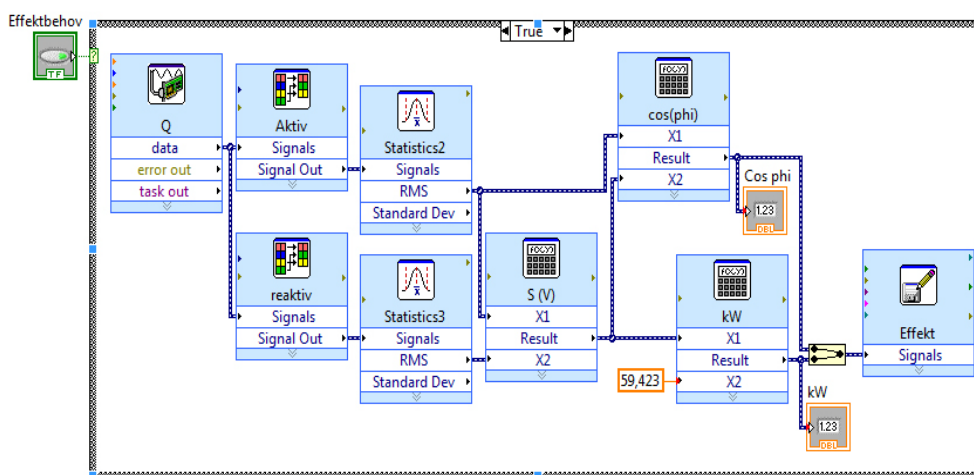 Effektbehov
TF
?
True
Q
data
error out
task out
Aktiv
Signals
Signal Out
Statistics2
Signals
RMS
Standard Dev
reaktiv
Signals
Signal Out
Statistics3
Signals
RMS
Standard Dev
f(x,y)
S (V)
X1
Result
X2
f(x,y)
cos(phi)
X1
Result
X2
Cos phi
1.23
DBL
f(x,y)
kW
X1
Result
X2
59,423
kW
1.23
DBL
Effekt
Signals